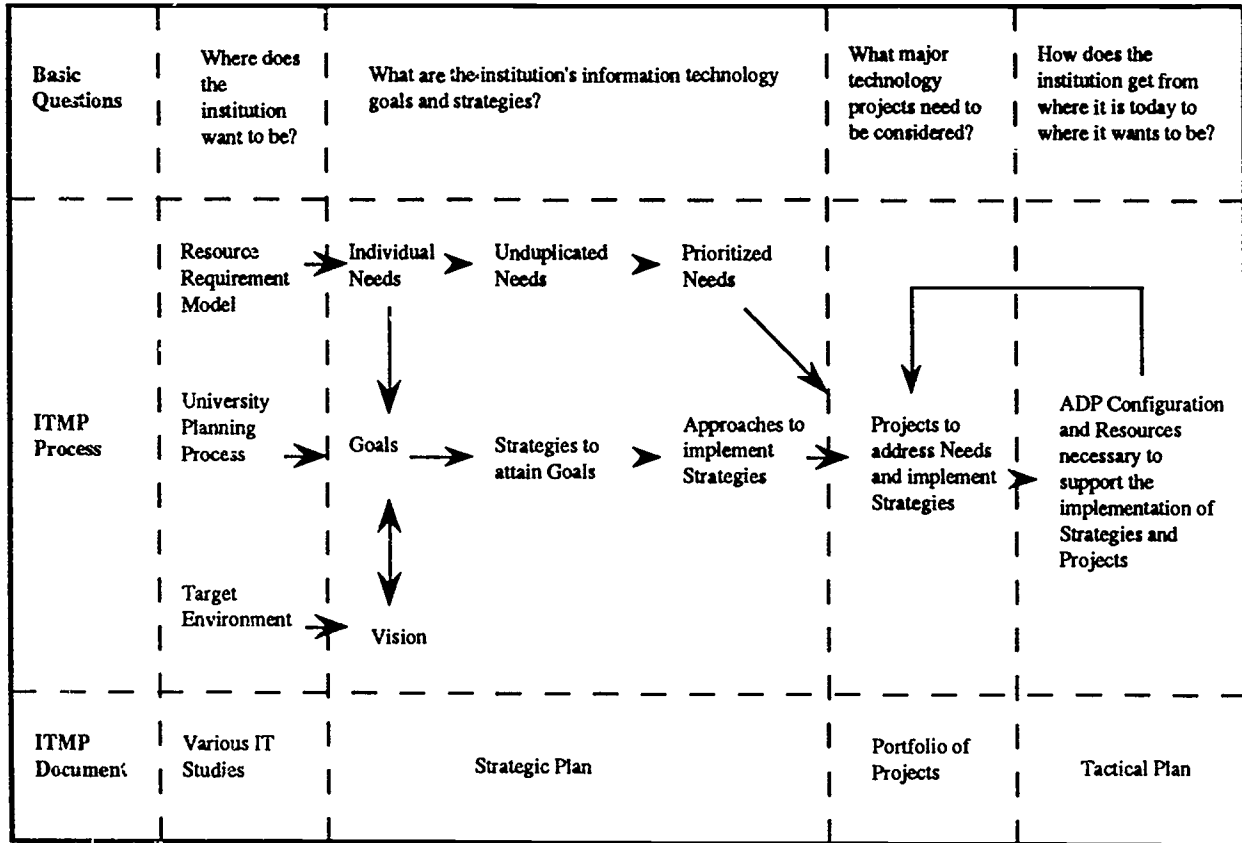 Basic
Questions
Where does
the
institution
want to be?
What are the institution's information technology
goals and strategies?
What major
technology
projects need to
be considered?
How does the
institution get from
where it is today to
where it wants to be?
ITMP
Process
Resource
Requirement
Model
Individual
Needs
Unduplicated
Needs
Prioritized
Needs
University
Planning
Process
Goals
Strategies to
attain Goals
Approaches to
implement
Strategies
Projects to
address Needs
and implement
Strategies
ADP Configuration
and Resources
necessary to
support the
implementation of
Strategies and
Projects
Target
Environment
Vision
ITMP
Document
Various IT
Studies
Strategic Plan
Portfolio of
Projects
Tactical Plan